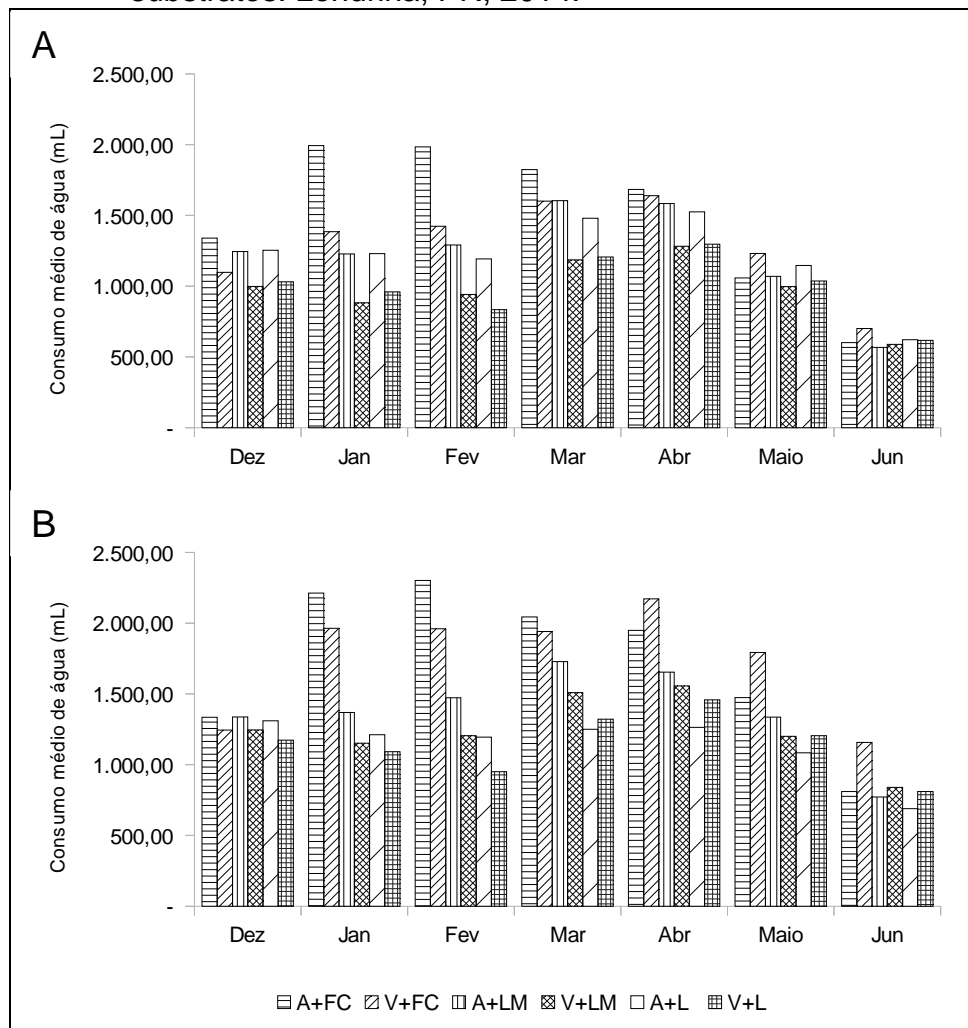 A
Consumo médio de água (mL)
2.500,00
2.000,00
1.500,00
1.000,00
500,00
-
Dez Jan Fev Mar Abr Maio Jun
B
Consumo médio de água (mL)
2.500,00
2.000,00
1.500,00
1.000,00
500,00
-
Dez Jan Fev Mar Abr Maio Jun
A+FC V+FC A+LM V+LM A+L V+L